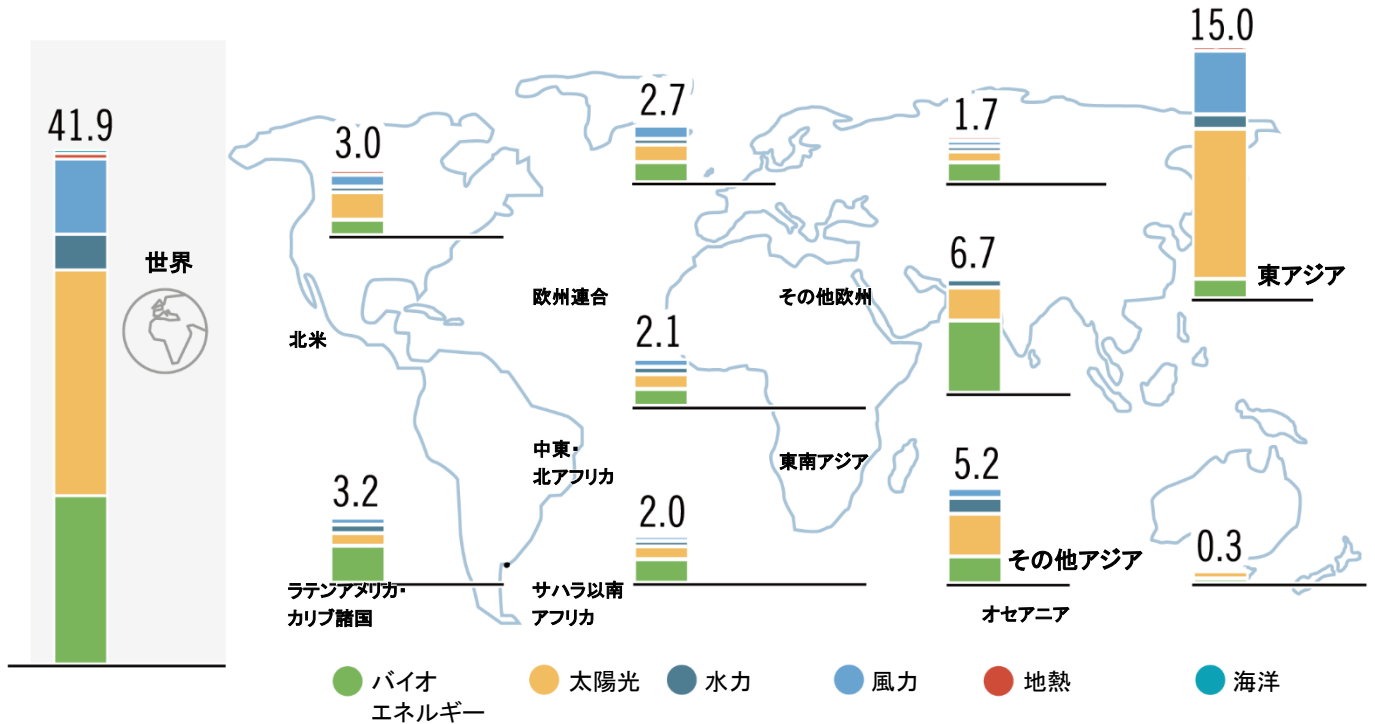 15.0
41.9
3.0
2.7
1.7
世界
6.7
東アジア
欧州連合
その他欧州
北米
2.1
中東・
北アフリカ
東南アジア
3.2
2.0
5.2
その他アジア
0.3
ラテンアメリカ・
カリブ諸国
サハラ以南
アフリカ
オセアニア
バイオ
エネルギー
太陽光
水力
風力
地熱
海洋